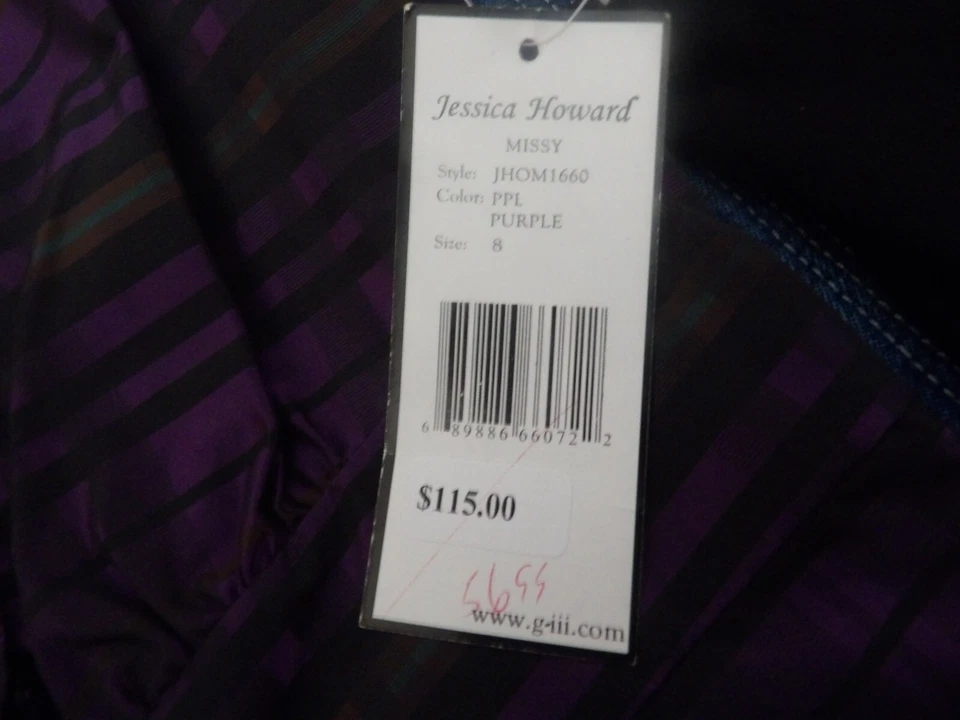 Jessica Howard
MISSY
Style: JHOM1660
Color: PPL
PURPLE
Size: 8
6 89886 66072 2
$115.00
www.g-iii.com